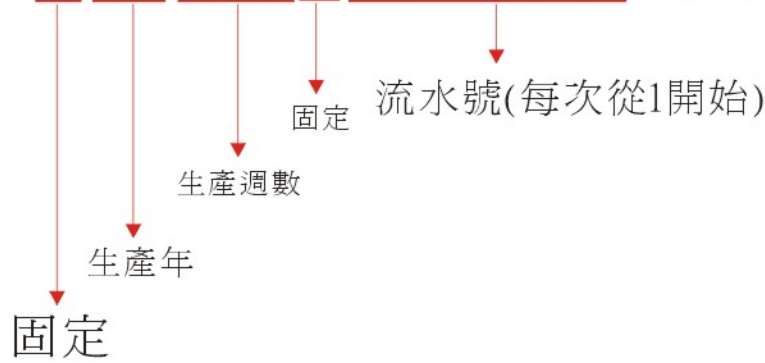 流水號(每次從1開始)
固定
生產週數
生產年
固定